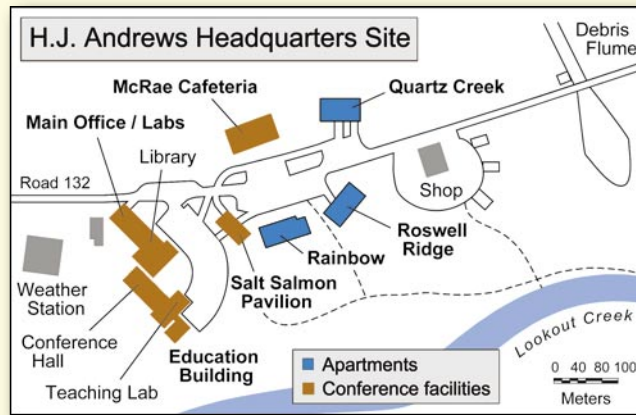 H.J. Andrews Headquarters Site
Debris
Flume
McRae Cafeteria
Quartz Creek
Main Office / Labs
Library
Road 132
Shop
Roswell
Ridge
Rainbow
Salt Salmon
Pavilion
Weather
Station
Conference
Hall
Teaching Lab
Education
Building
Apartments
Conference facilities
Lookout Creek
0 20 40 60 80 100
Meters